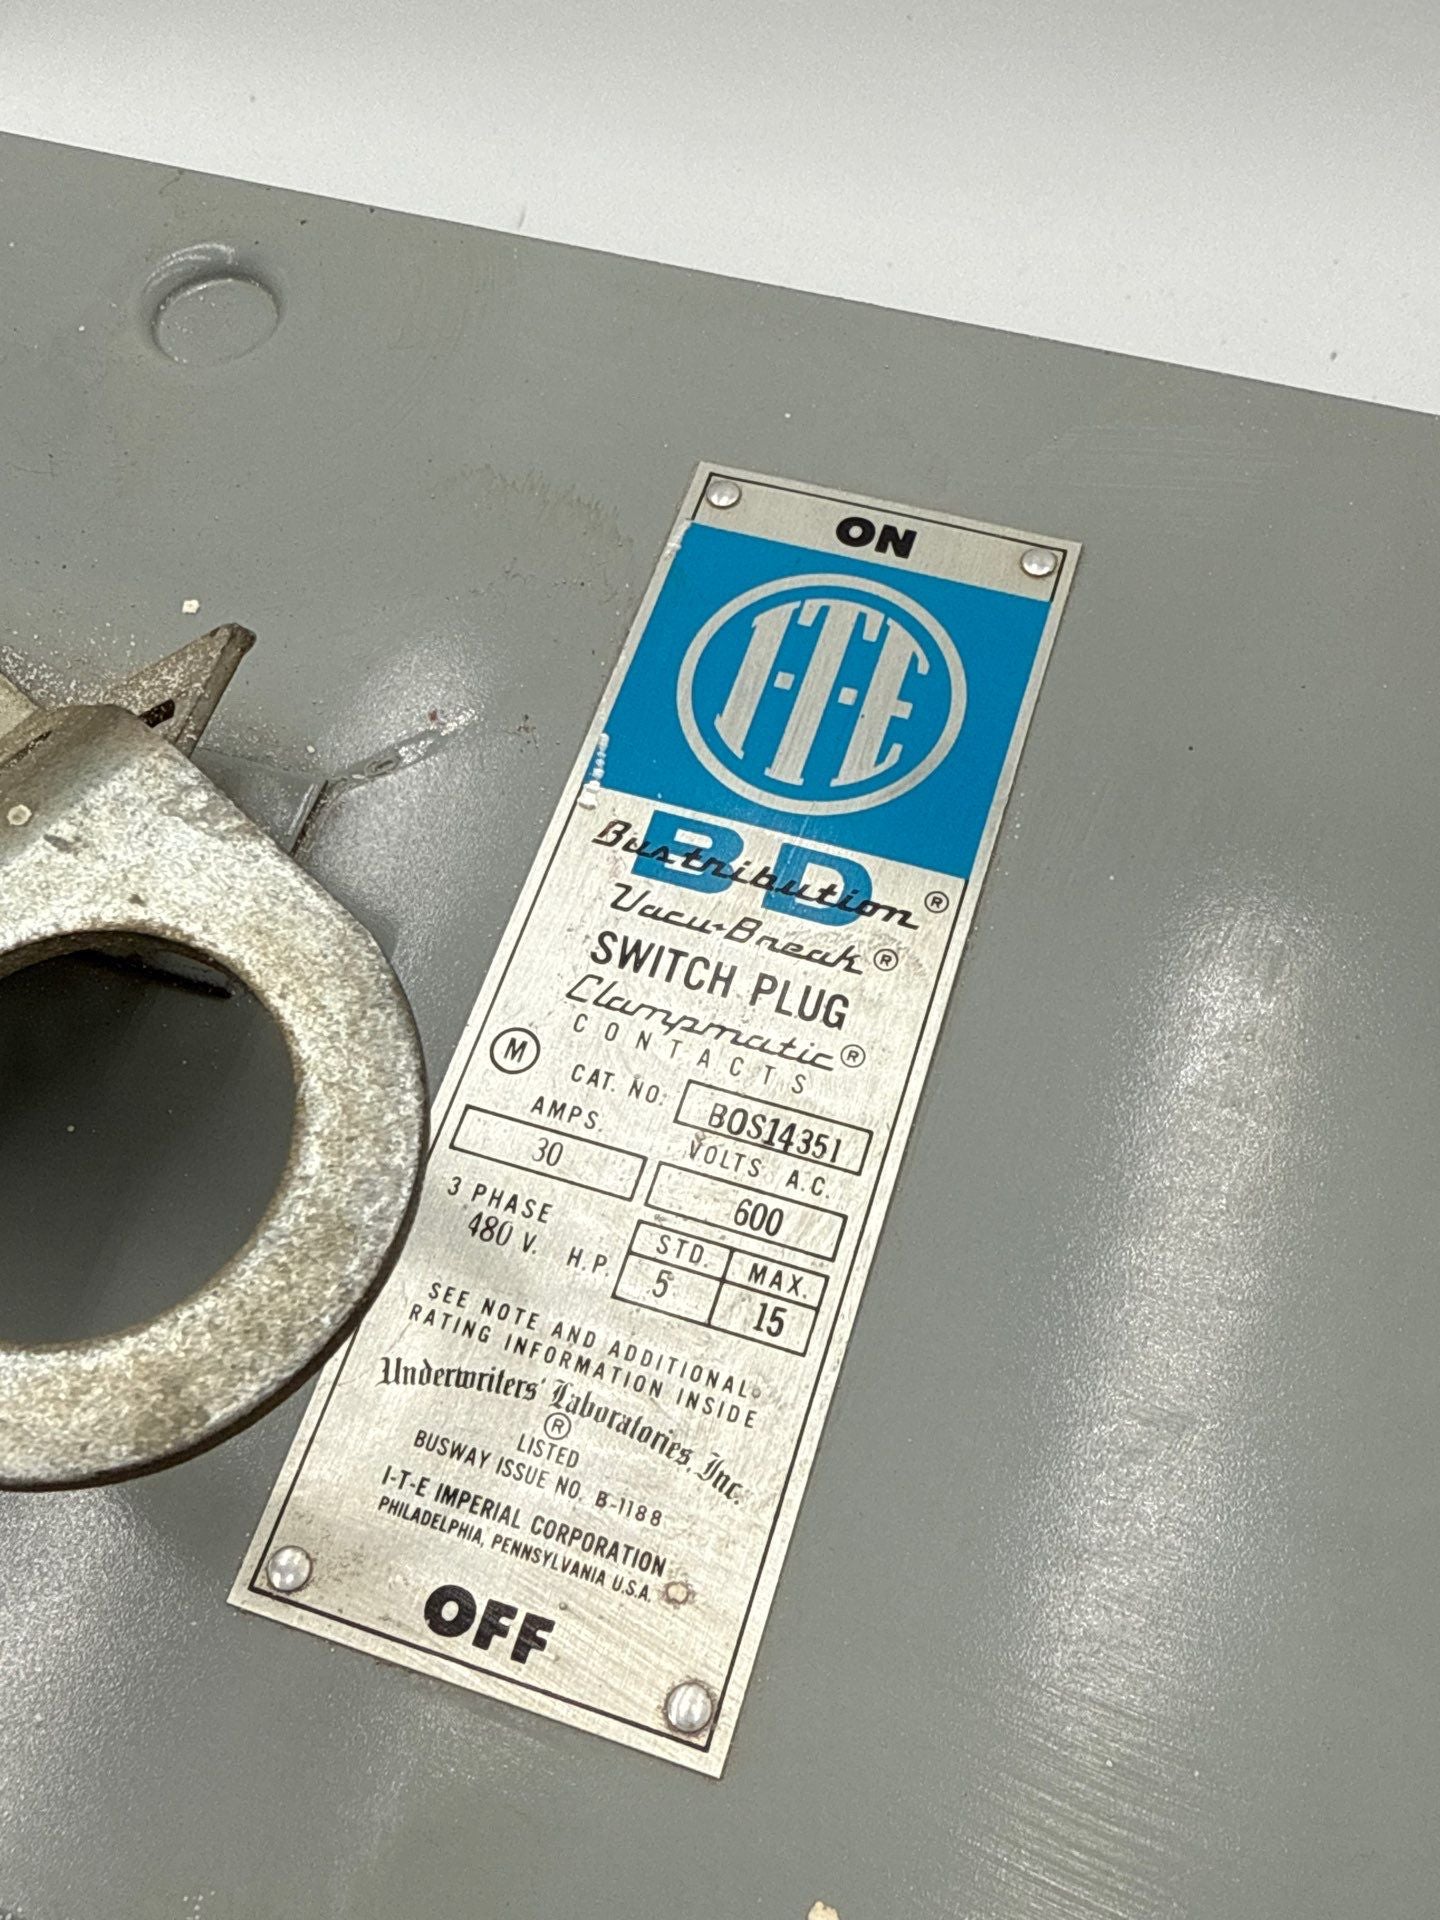 ON
I-T-E
BD
Bustribution®
Vacu-Break®
SWITCH PLUG
Clampmatic®
CONTACTS
M
CAT. NO. BOS14351
AMPS. VOLTS A.C.
30 600
3 PHASE
480 V. H.P. STD. MAX.
5 15
SEE NOTE AND ADDITIONAL
RATING INFORMATION INSIDE
Underwriters' Laboratories, Inc.
®
LISTED
BUSWAY ISSUE NO. B-1188
I-T-E IMPERIAL CORPORATION
PHILADELPHIA, PENNSYLVANIA U.S.A.
OFF